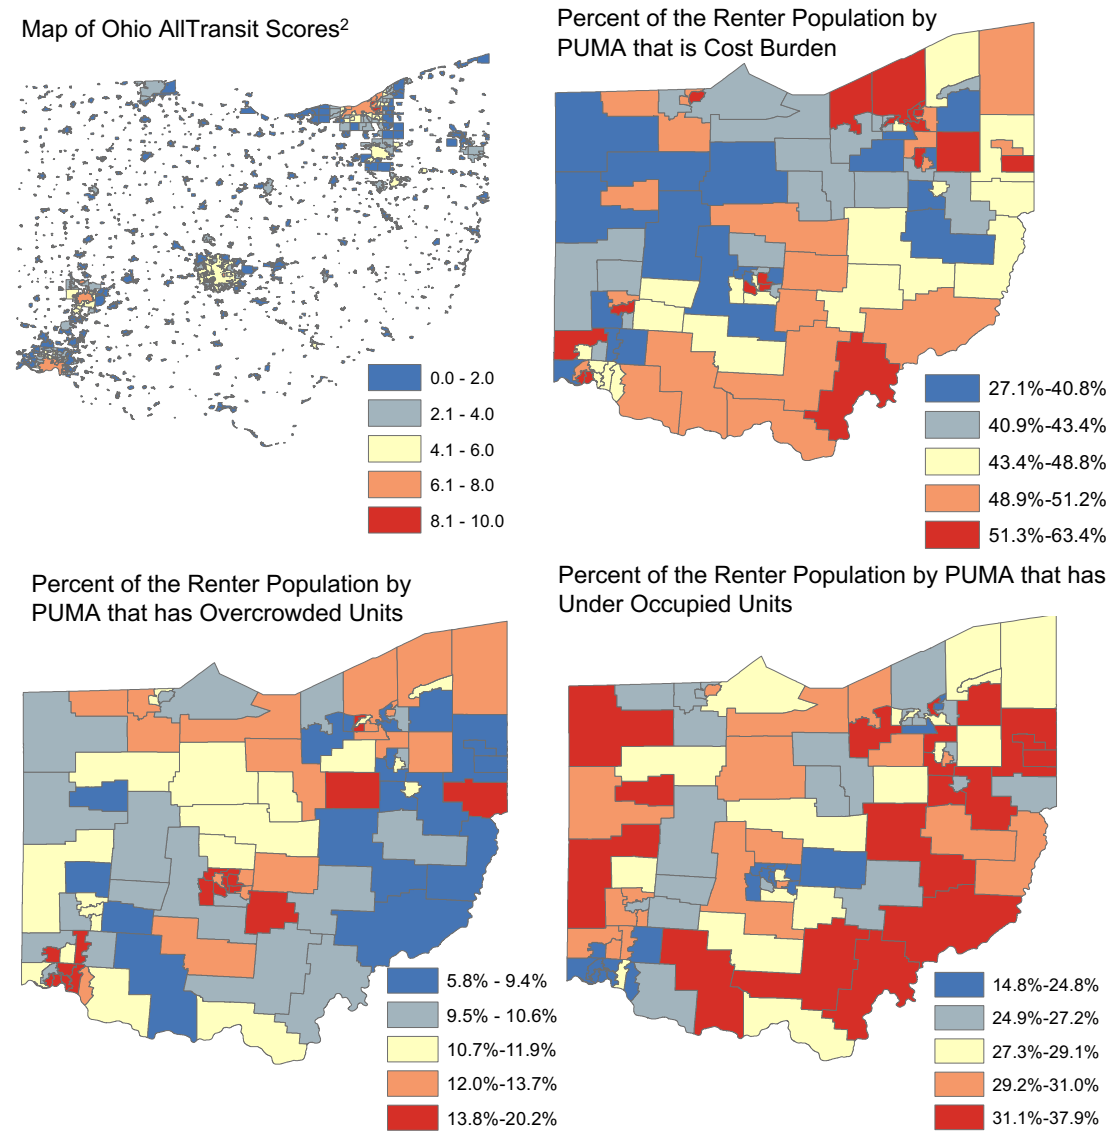 Map of Ohio AllTransit Scores²
0.0 - 2.0
2.1 - 4.0
4.1 - 6.0
6.1 - 8.0
8.1 - 10.0
Percent of the Renter Population by
PUMA that is Cost Burden
27.1%-40.8%
40.9%-43.4%
43.4%-48.8%
48.9%-51.2%
51.3%-63.4%
Percent of the Renter Population by
PUMA that has Overcrowded Units
5.8% - 9.4%
9.5% - 10.6%
10.7%-11.9%
12.0%-13.7%
13.8%-20.2%
Percent of the Renter Population by PUMA that has
Under Occupied Units
14.8%-24.8%
24.9%-27.2%
27.3%-29.1%
29.2%-31.0%
31.1%-37.9%